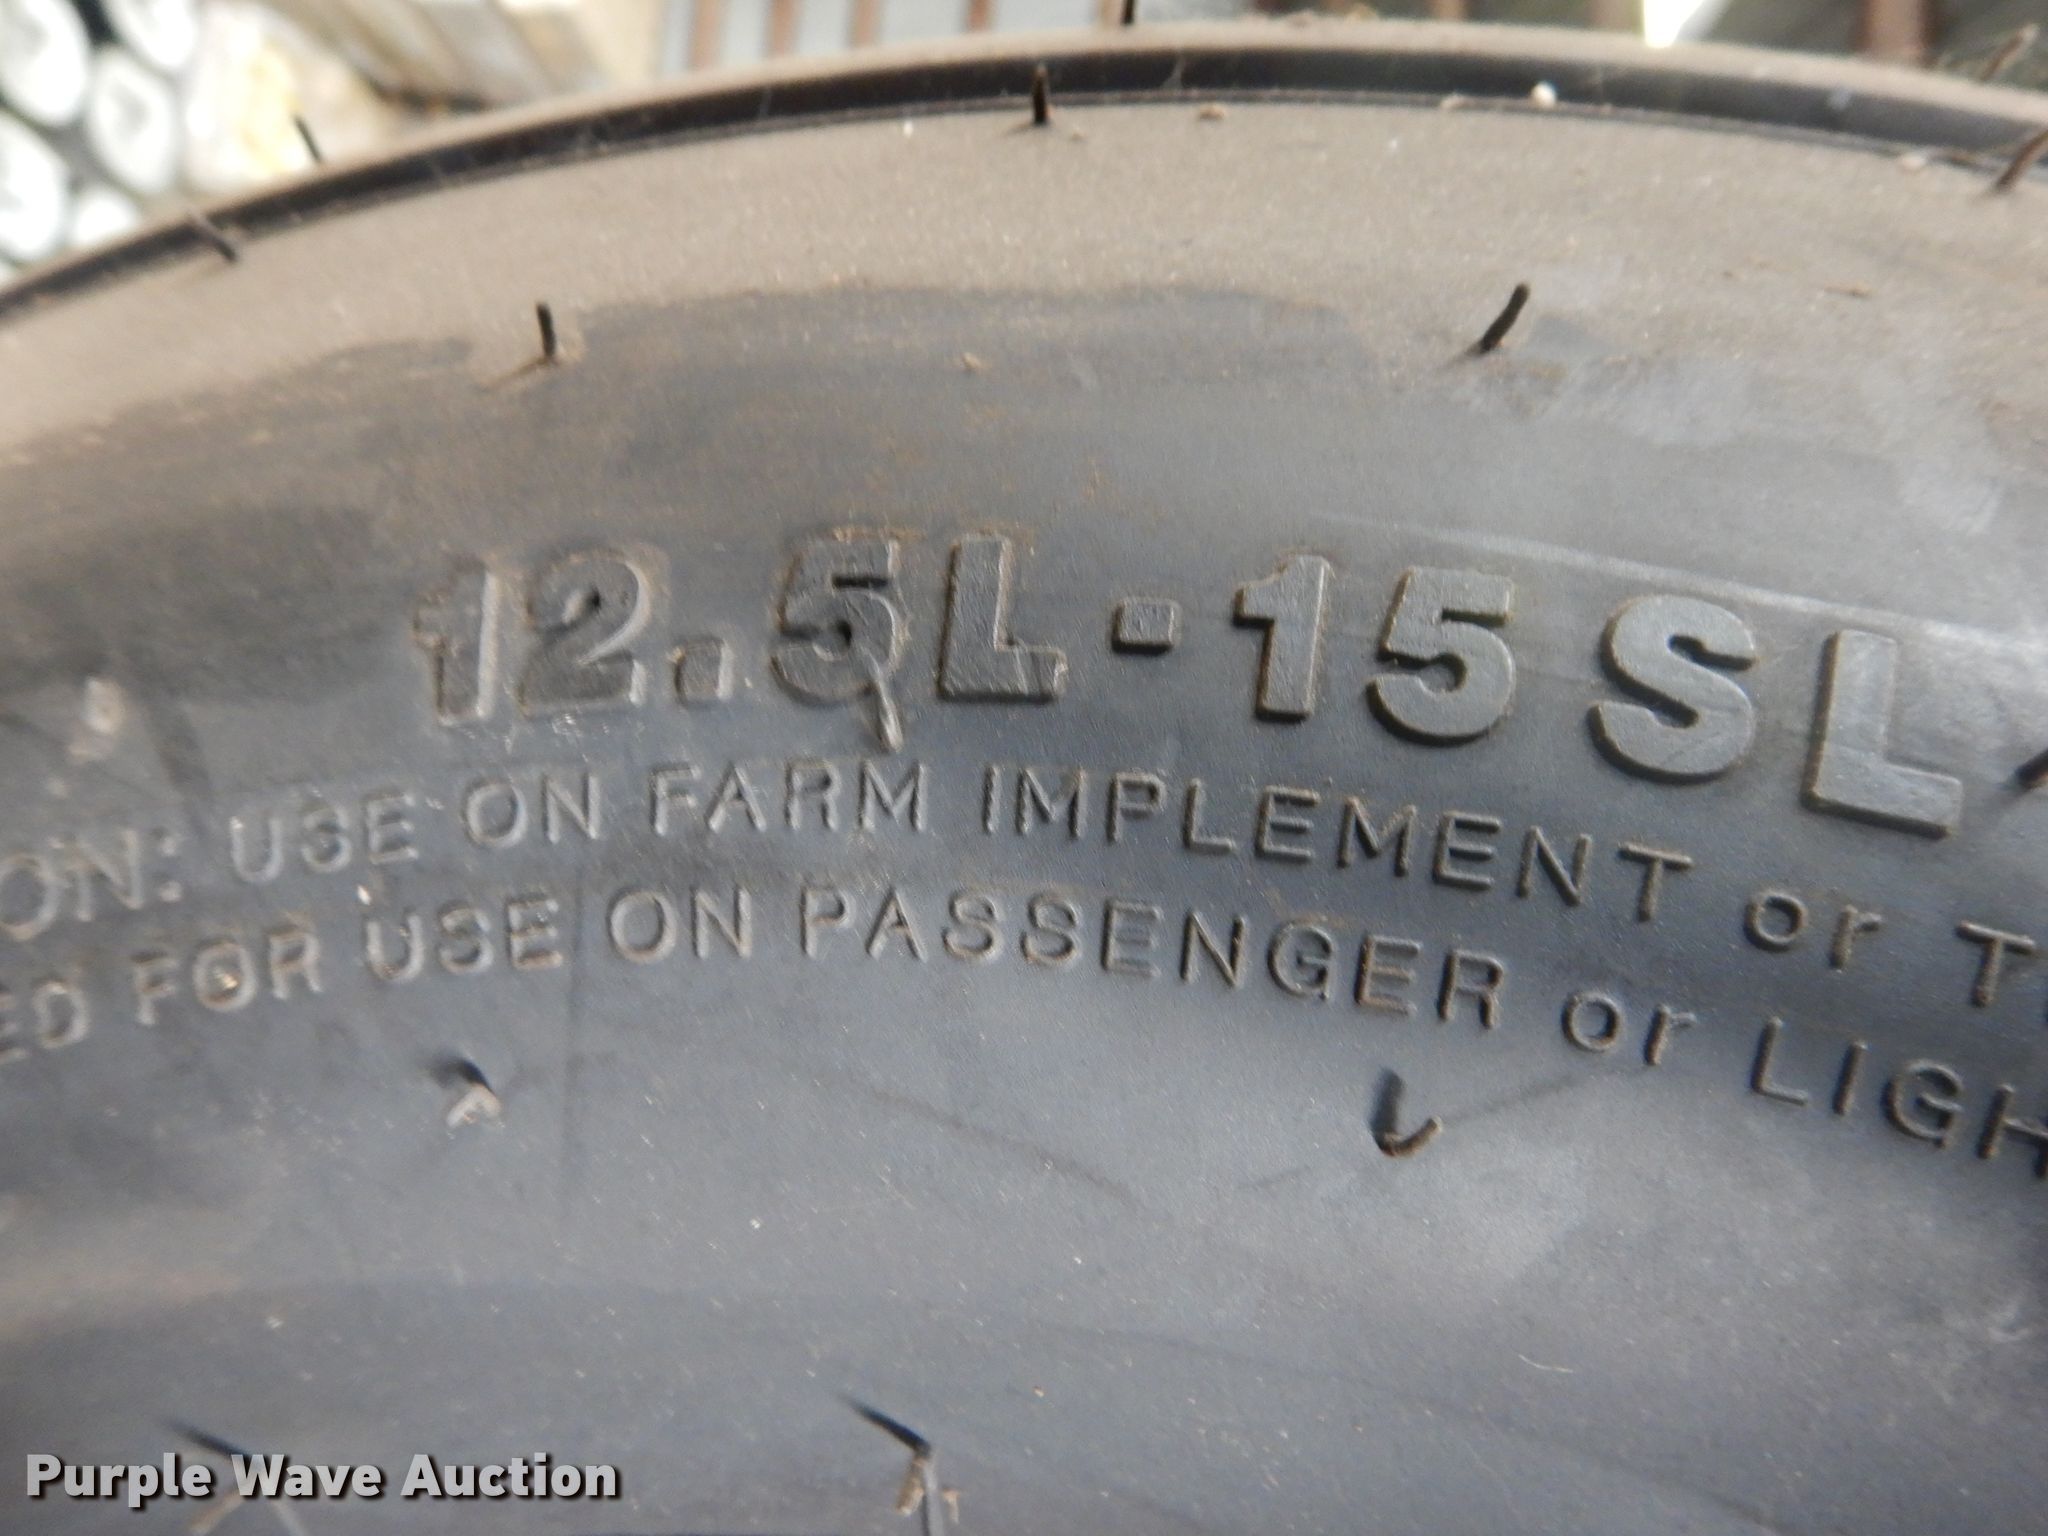 12.5L-15 SL
ON: USE ON FARM IMPLEMENT or T
ED FOR USE ON PASSENGER or LIGH
Purple Wave Auction